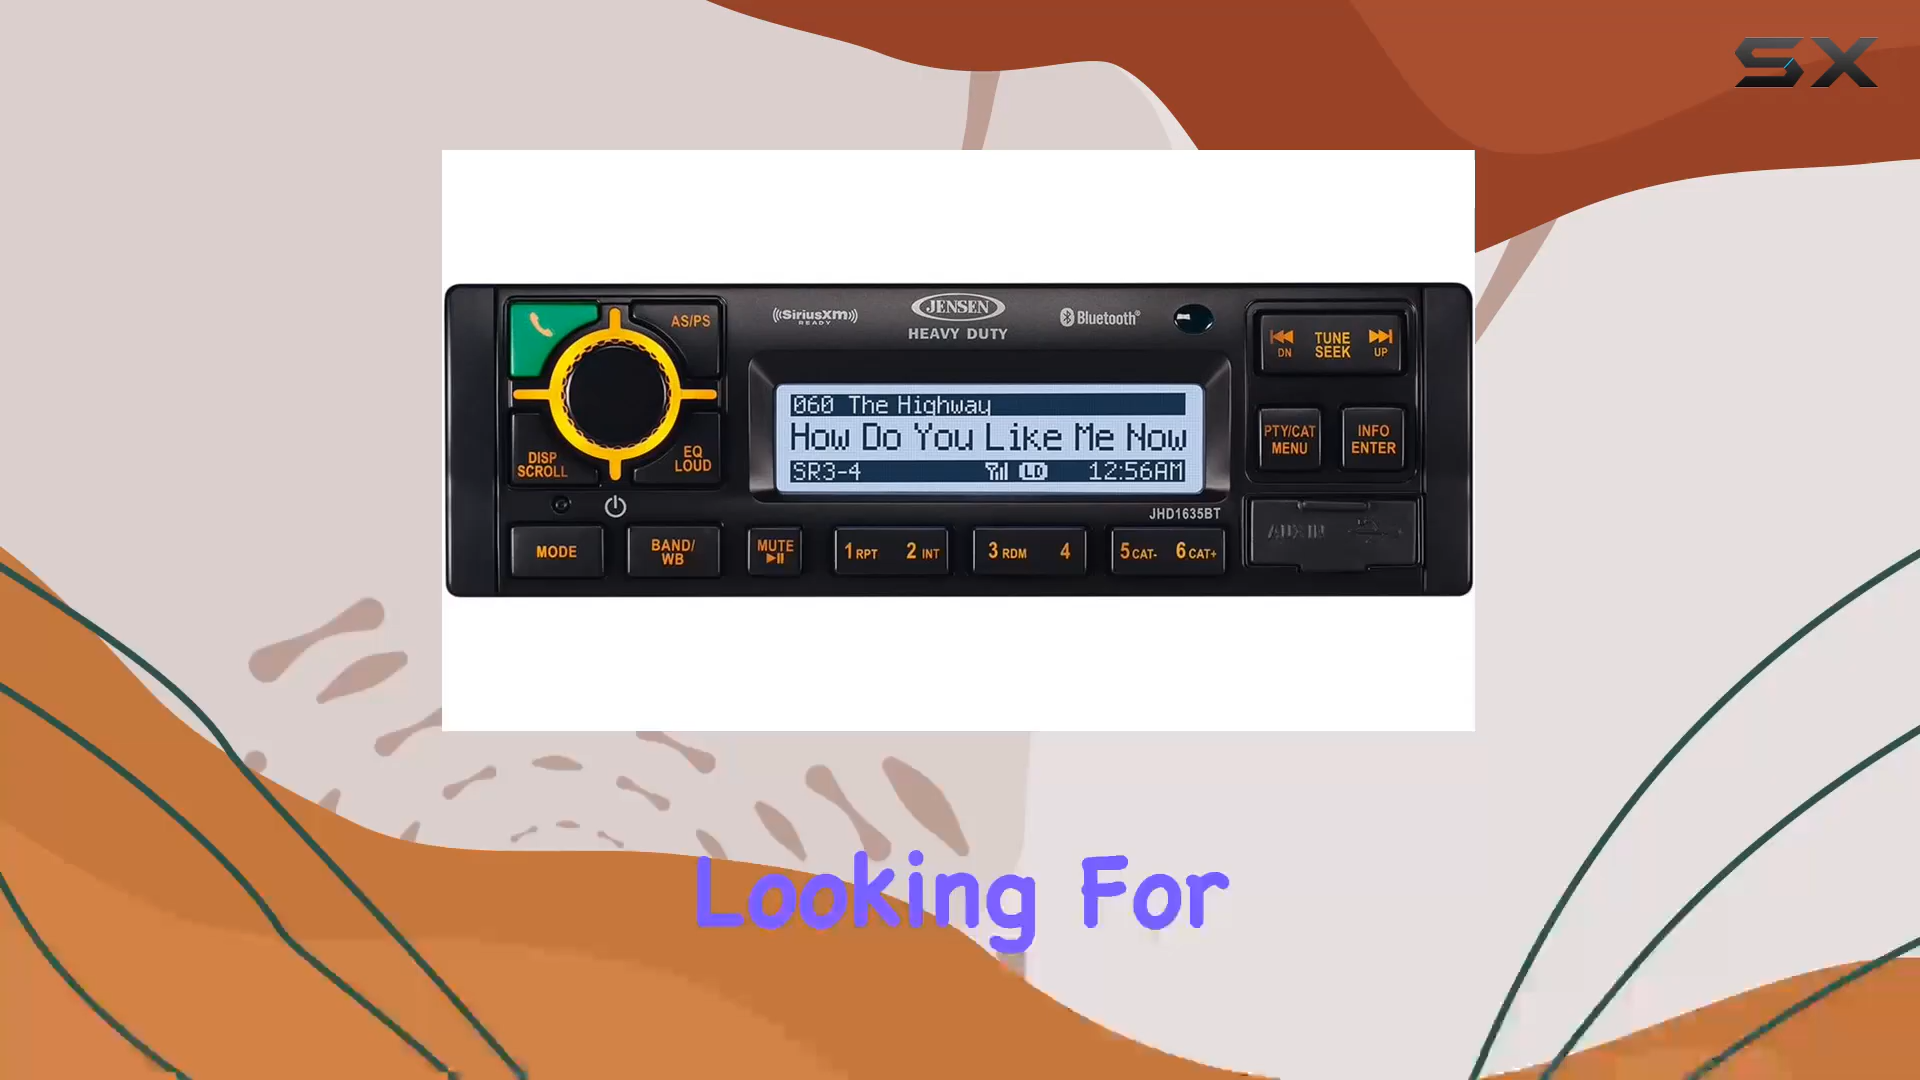 SX
AS/PS
((SiriusXm))
READY
JENSEN
HEAVY DUTY
Bluetooth®
DN
TUNE
SEEK
UP
060 The Highway
How Do You Like Me Now
SR3-4
LD
12:56AM
DISP
SCROLL
EQ
LOUD
PTY/CAT
MENU
INFO
ENTER
JHD1635BT
AUX IN
MODE
BAND/
WB
MUTE
1 RPT 2 INT
3 RDM 4
5 CAT- 6 CAT+
Looking For